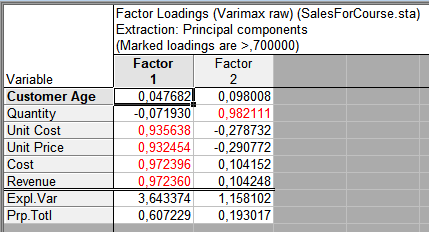 Factor Loadings (Varimax raw) (SalesForCourse.sta)
Extraction: Principal components
(Marked loadings are >,700000)
Factor Factor
Variable 1 2
Customer Age 0,047682 0,098008
Quantity -0,071930 0,982111
Unit Cost 0,935638 -0,278732
Unit Price 0,932454 -0,290772
Cost 0,972396 0,104152
Revenue 0,972360 0,104248
Expl.Var 3,643374 1,158102
Prp.Totl 0,607229 0,193017